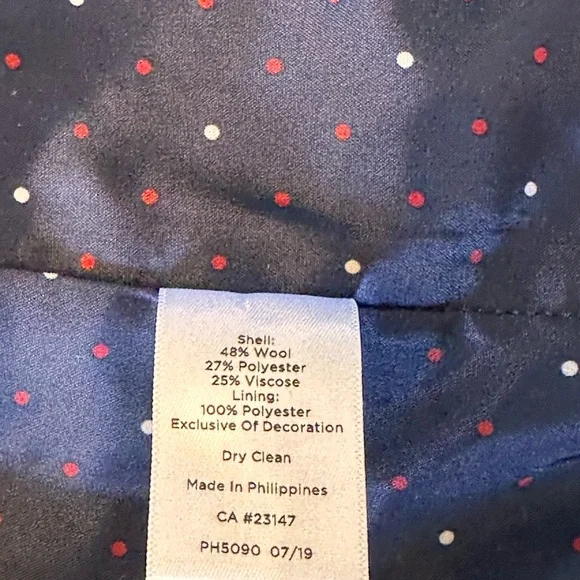 Shell:
48% Wool
27% Polyester
25% Viscose
Lining:
100% Polyester
Exclusive Of Decoration
Dry Clean
Made In Philippines
CA #23147
PH5090 07/19